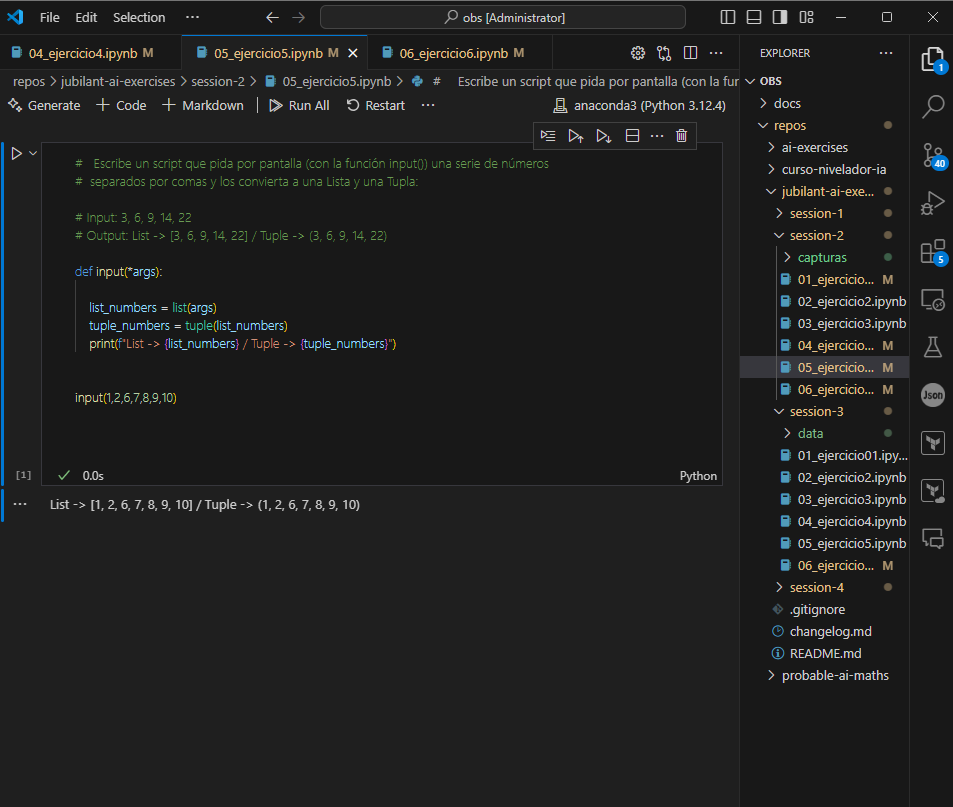 File Edit Selection ··· obs [Administrator]
04_ejercicio4.ipynb M 05_ejercicio5.ipynb M 06_ejercicio6.ipynb M
repos > jubilant-ai-exercises > session-2 > 05_ejercicio5.ipynb > # Escribe un script que pida por pantalla (con la fur
Generate + Code + Markdown Run All Restart ··· anaconda3 (Python 3.12.4)
# Escribe un script que pida por pantalla (con la función input()) una serie de números
# separados por comas y los convierta a una Lista y una Tupla:
# Input: 3, 6, 9, 14, 22
# Output: List -> [3, 6, 9, 14, 22] / Tuple -> (3, 6, 9, 14, 22)
def input(*args):
list_numbers = list(args)
tuple_numbers = tuple(list_numbers)
print(f"List -> {list_numbers} / Tuple -> {tuple_numbers}")
input(1,2,6,7,8,9,10)
[1] 0.0s Python
List -> [1, 2, 6, 7, 8, 9, 10] / Tuple -> (1, 2, 6, 7, 8, 9, 10)
EXPLORER ···
OBS
docs
repos
ai-exercises
curso-nivelador-ia
jubilant-ai-exe...
session-1
session-2
capturas
01_ejercicio... M
02_ejercicio2.ipynb
03_ejercicio3.ipynb
04_ejercicio... M
05_ejercicio... M
06_ejercicio... M
session-3
data
01_ejercicio01.ipy...
02_ejercicio2.ipynb
03_ejercicio3.ipynb
04_ejercicio4.ipynb
05_ejercicio5.ipynb
06_ejercicio... M
session-4
.gitignore
changelog.md
README.md
probable-ai-maths
1
40
5
Json